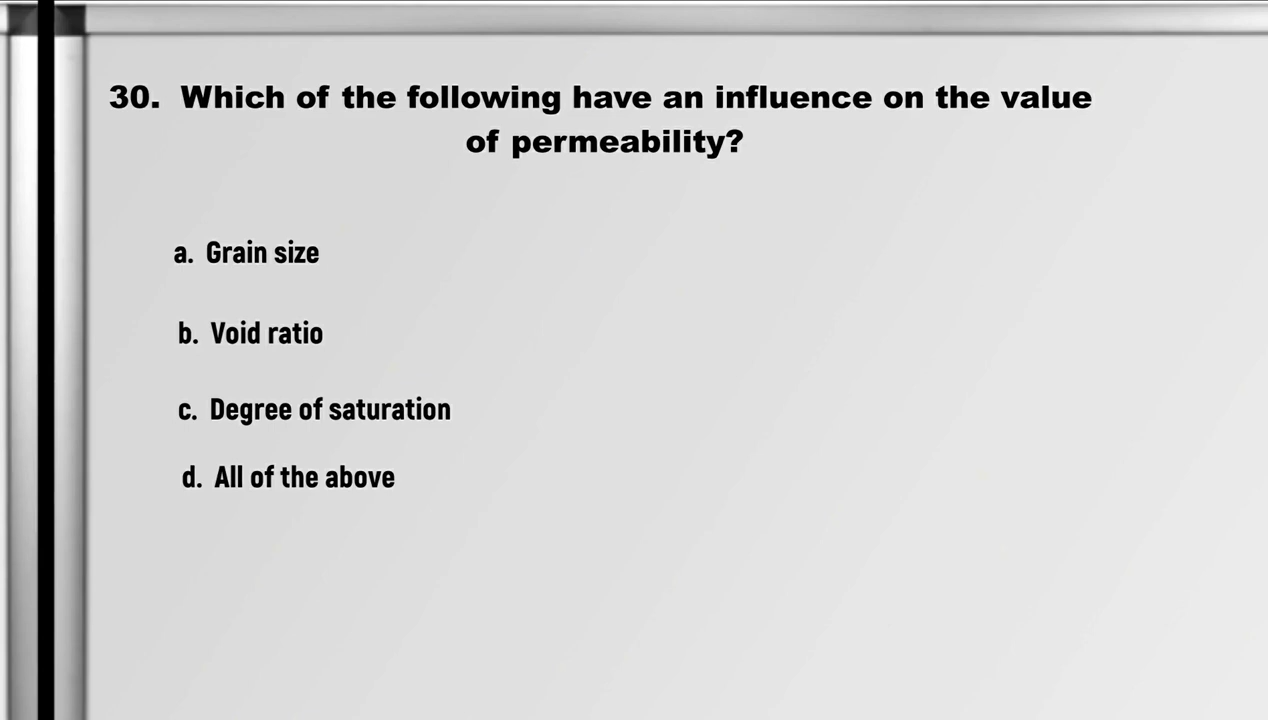 30. Which of the following have an influence on the value
of permeability?
a. Grain size
b. Void ratio
c. Degree of saturation
d. All of the above